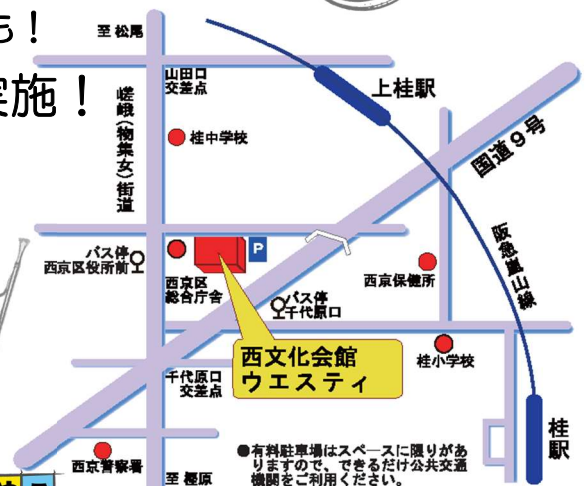 ち！
実施！
至 松尾
山田口
交差点
上桂駅
嵯峨(物集女)街道
桂中学校
国道９号
バス停
西京区役所前
P
西京区
総合庁舎
バス停
千代原口
西京保健所
阪急嵐山線
西文化会館
ウエスティ
桂小学校
千代原口
交差点
西京警察署
至 樫原
桂駅
●有料駐車場はスペースに限りがあ
りますので、できるだけ公共交通
機関をご利用ください。